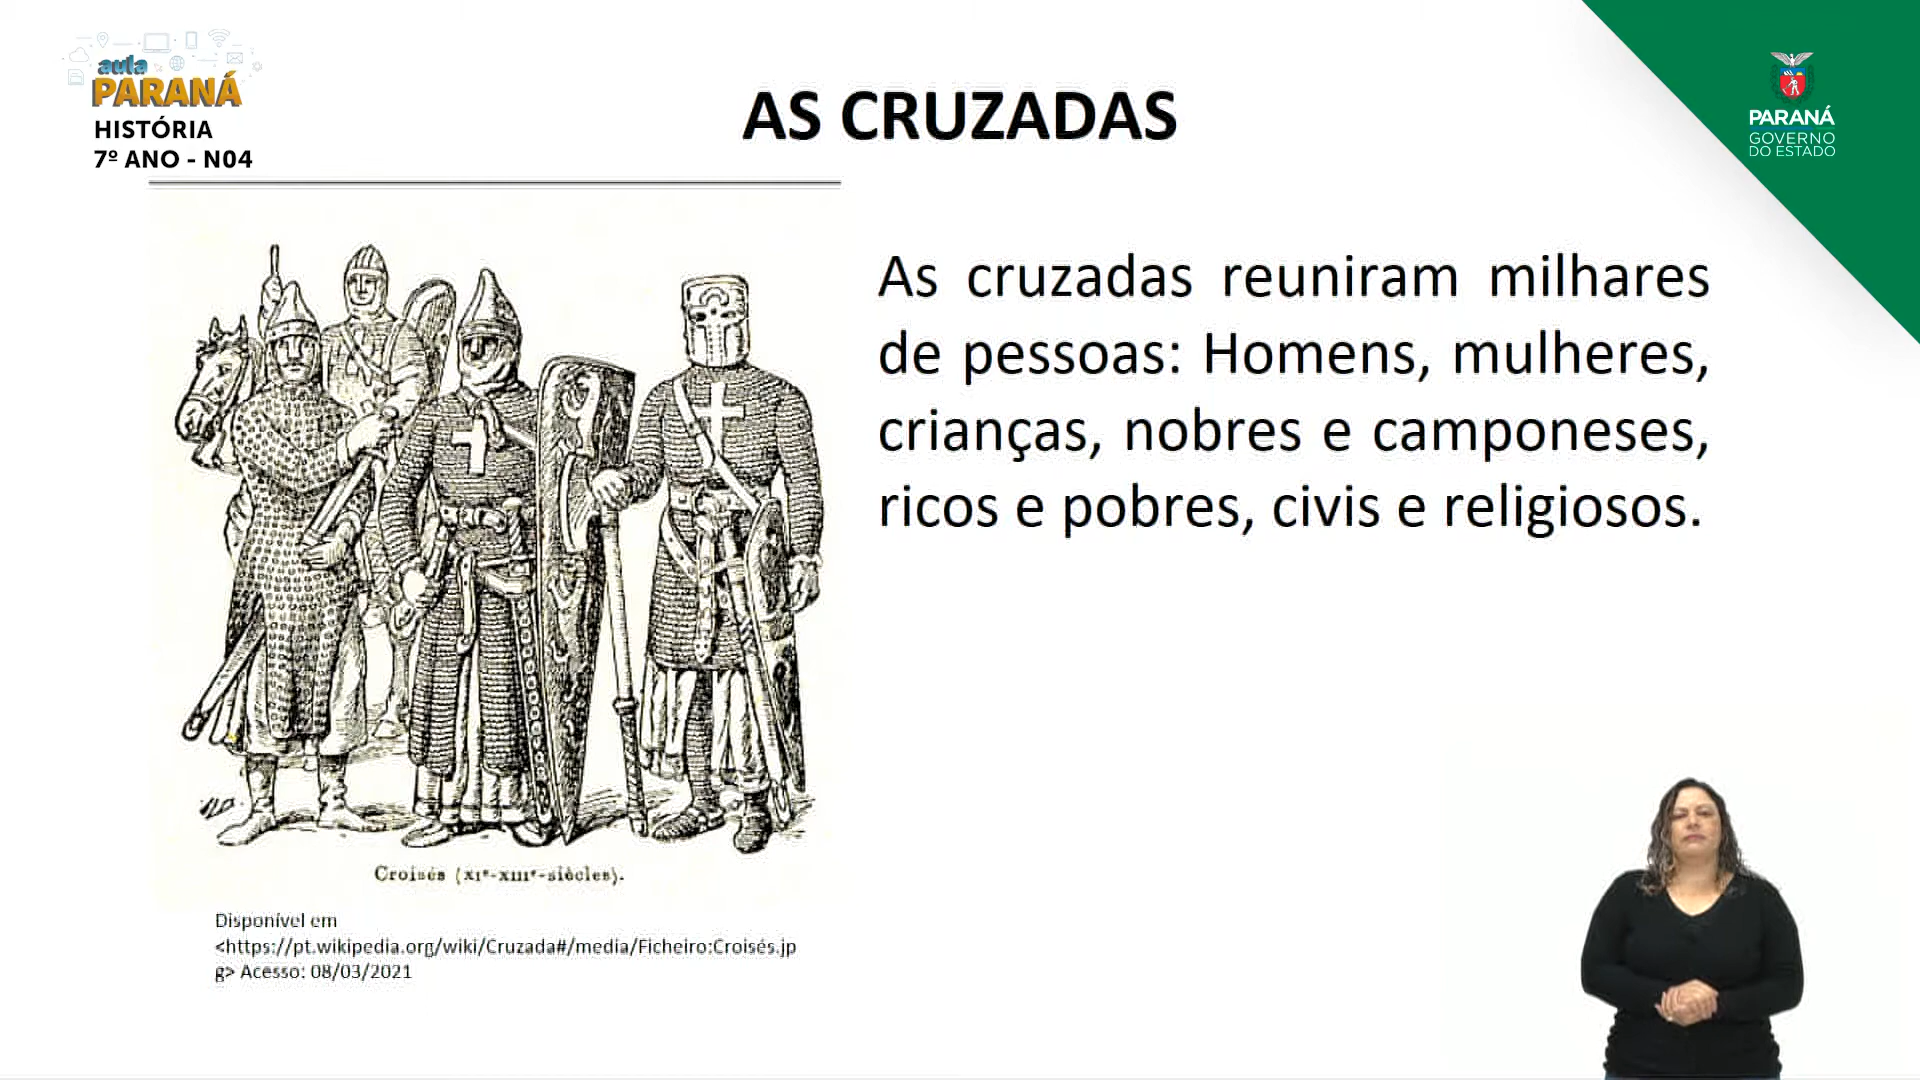 aula
PARANÁ
HISTÓRIA
7º ANO - N04
AS CRUZADAS
PARANÁ
GOVERNO
DO ESTADO
As cruzadas reuniram milhares
de pessoas: Homens, mulheres,
crianças, nobres e camponeses,
ricos e pobres, civis e religiosos.
Croisés (XIe-XIIIe-siècles).
Disponível em
<https://pt.wikipedia.org/wiki/Cruzada#/media/Ficheiro:Croisés.jp
g> Acesso: 08/03/2021